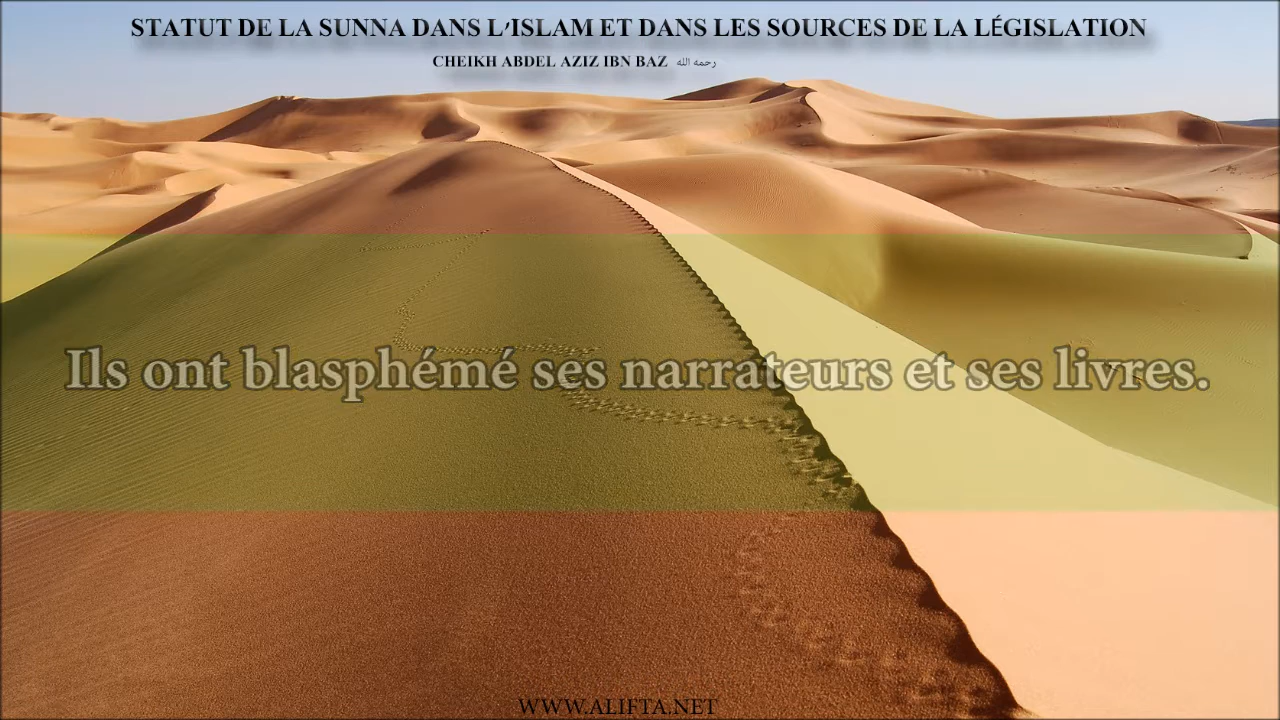 STATUT DE LA SUNNA DANS L'ISLAM ET DANS LES SOURCES DE LA LÉGISLATION
CHEIKH ABDEL AZIZ IBN BAZ رحمه الله
Ils ont blasphémé ses narrateurs et ses livres.
WWW.ALIFTA.NET